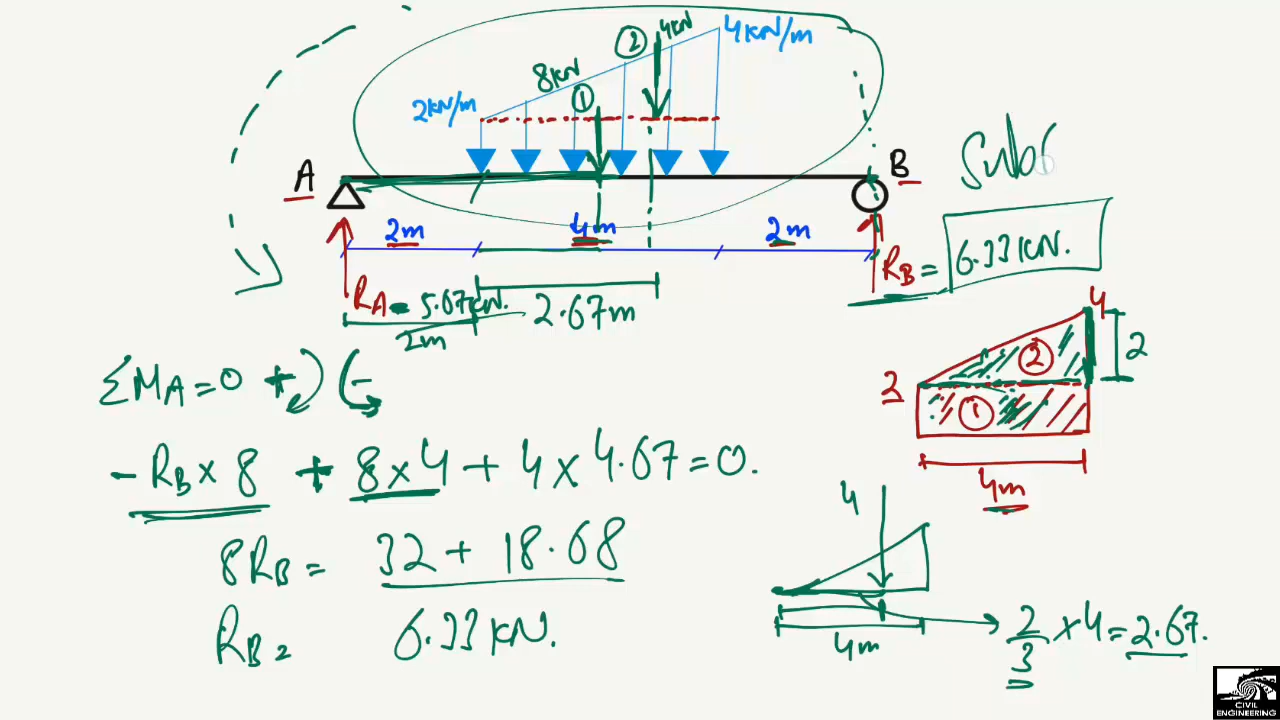 4KN
②
4KN/m
8KN
①
2KN/m
A
B
2m
4m
2m
RA = 5.67KN.
2m
2.67m
RB = 6.33KN.
ΣMA=0 +
-
-RB×8 + 8×4 + 4×4.67=0.
8RB = 32 + 18.68
RB = 6.33KN.
4
2
②
2
①
4m
4
4m
2/3 ×4=2.67.
CIVIL
ENGINEERING